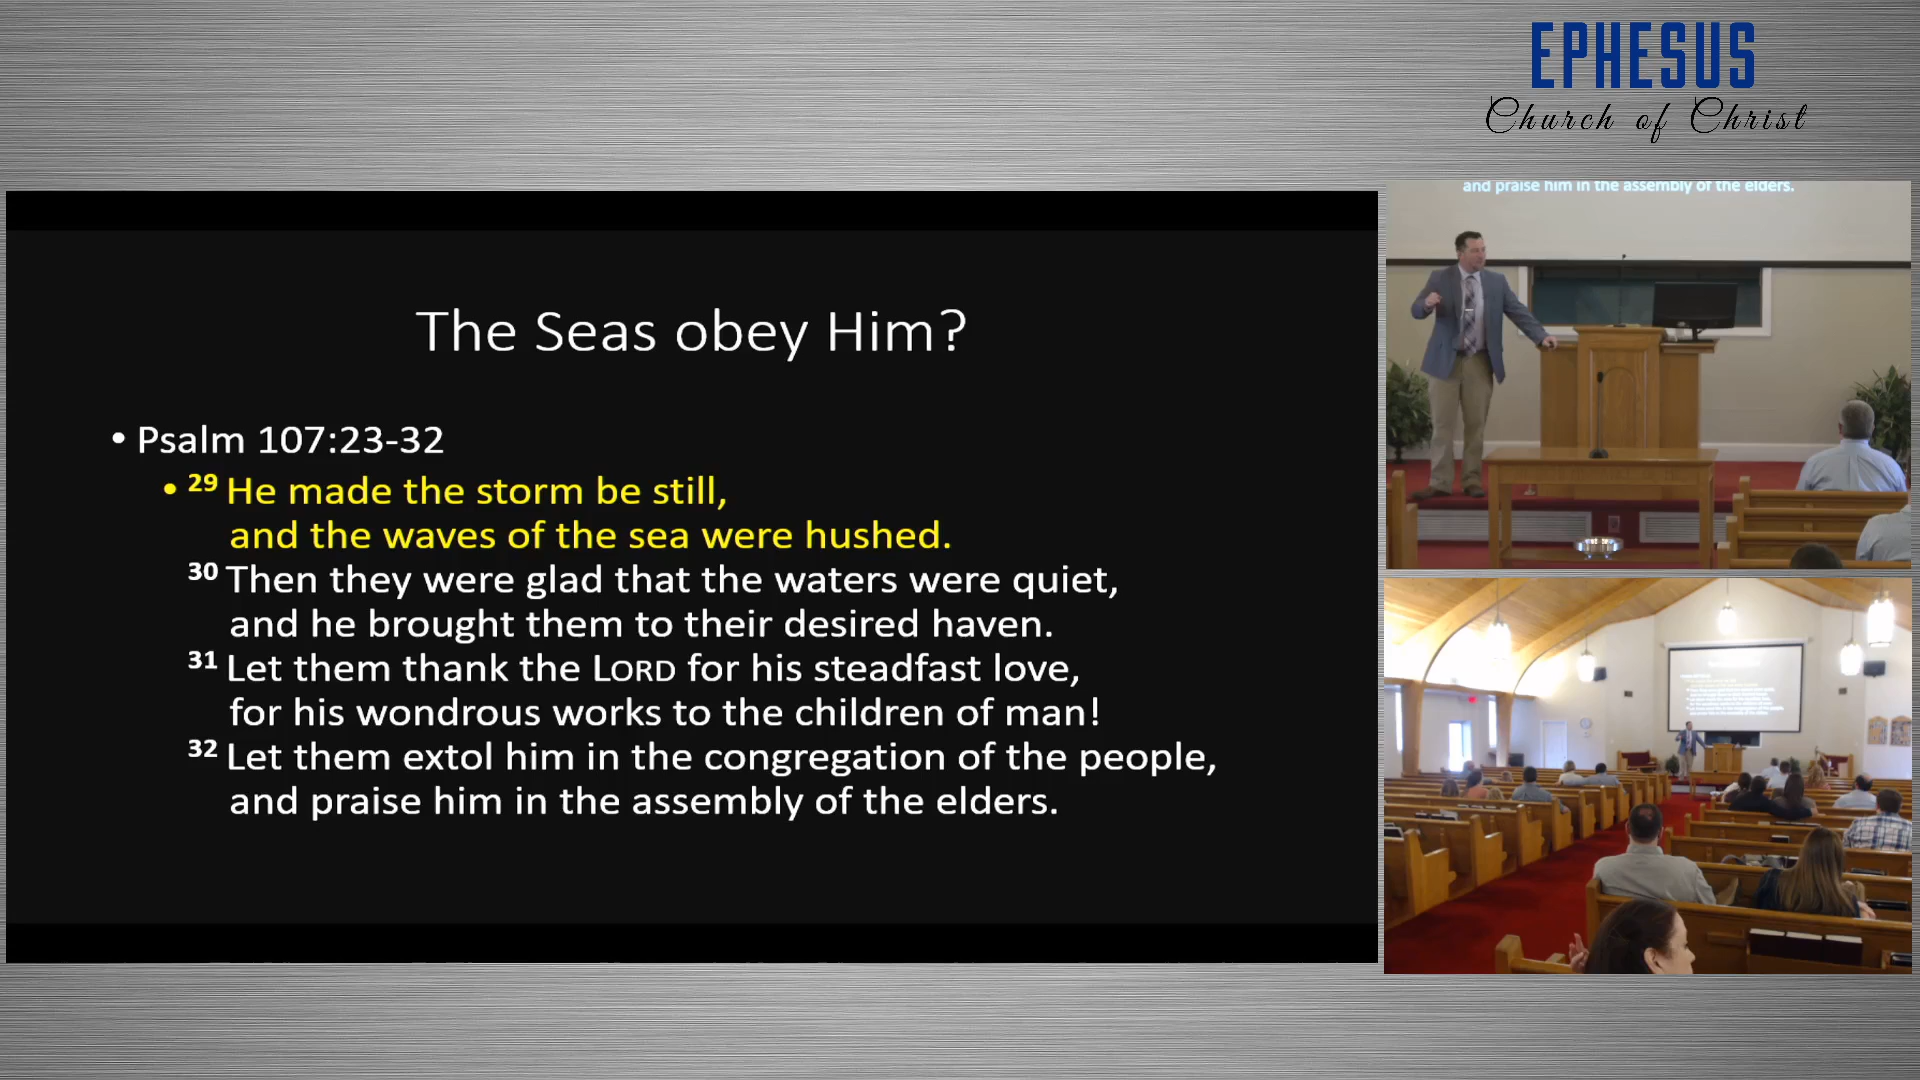 EPHESUS
Church of Christ
The Seas obey Him?
• Psalm 107:23-32
• 29 He made the storm be still,
and the waves of the sea were hushed.
30 Then they were glad that the waters were quiet,
and he brought them to their desired haven.
31 Let them thank the LORD for his steadfast love,
for his wondrous works to the children of man!
32 Let them extol him in the congregation of the people,
and praise him in the assembly of the elders.
and praise him in the assembly of the elders.